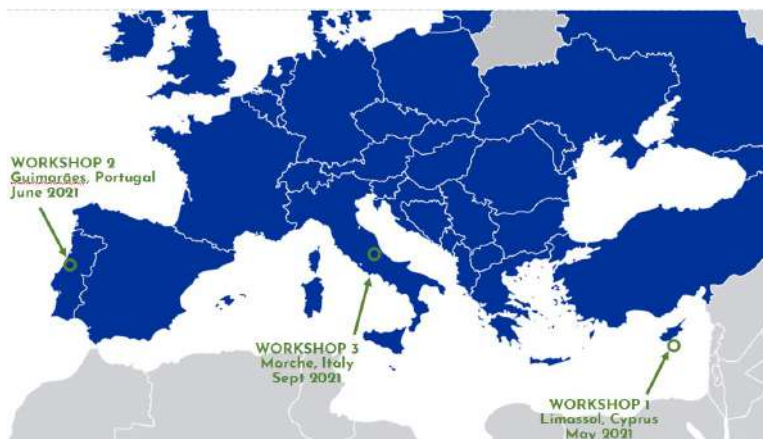 WORKSHOP 2
Guimarães, Portugal
June 2021
WORKSHOP 3
Marche, Italy
Sept 2021
WORKSHOP 1
Limassol, Cyprus
May 2021